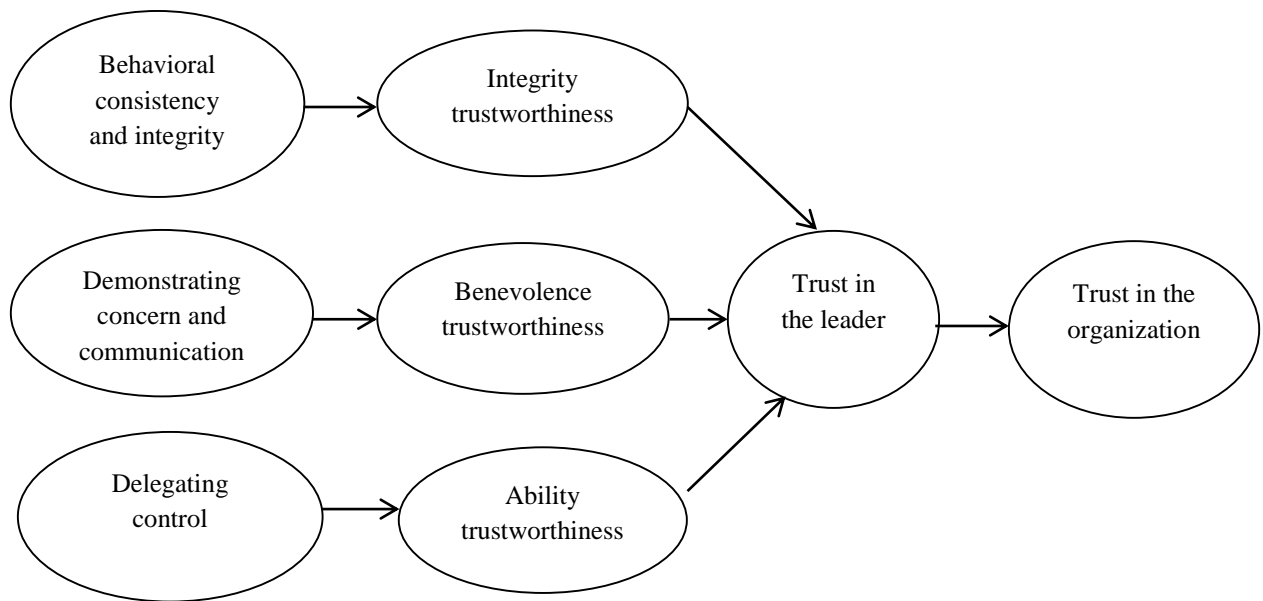 Behavioral
consistency
and integrity
Integrity
trustworthiness
Demonstrating
concern and
communication
Benevolence
trustworthiness
Trust in
the leader
Trust in the
organization
Delegating
control
Ability
trustworthiness